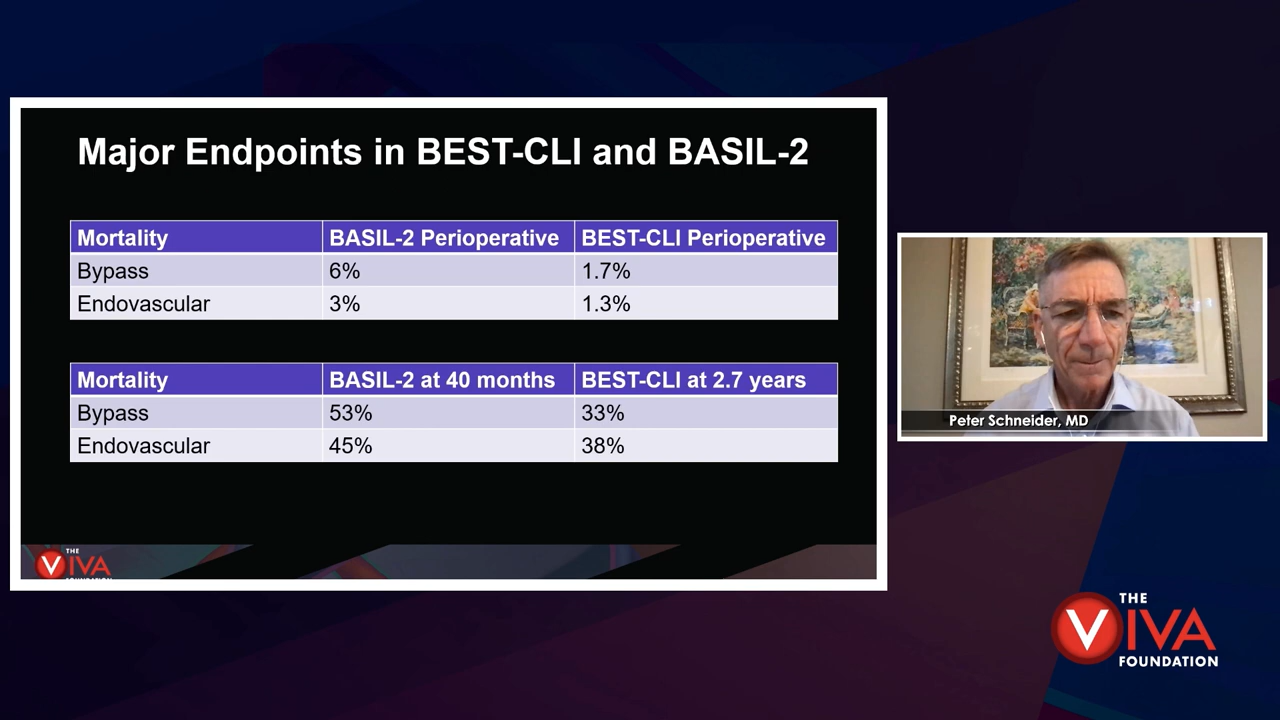 Major Endpoints in BEST-CLI and BASIL-2
Mortality BASIL-2 Perioperative BEST-CLI Perioperative
Bypass 6% 1.7%
Endovascular 3% 1.3%
Mortality BASIL-2 at 40 months BEST-CLI at 2.7 years
Bypass 53% 33%
Endovascular 45% 38%
THE
VIVA
FOUNDATION
Peter Schneider, MD
THE
VIVA
FOUNDATION